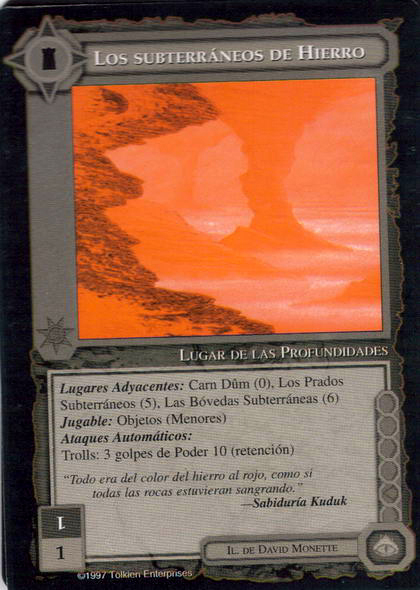 Los subterráneos de Hierro
Lugar de las Profundidades
Lugares Adyacentes: Carn Dûm (0), Los Prados
Subterráneos (5), Las Bóvedas Subterráneas (6)
Jugable: Objetos (Menores)
Ataques Automáticos:
Trolls: 3 golpes de Poder 10 (retención)
“Todo era del color del hierro al rojo, como si
todas las rocas estuvieran sangrando.”
—Sabiduría Kuduk
1
1
Il. de David Monette
©1997 Tolkien Enterprises